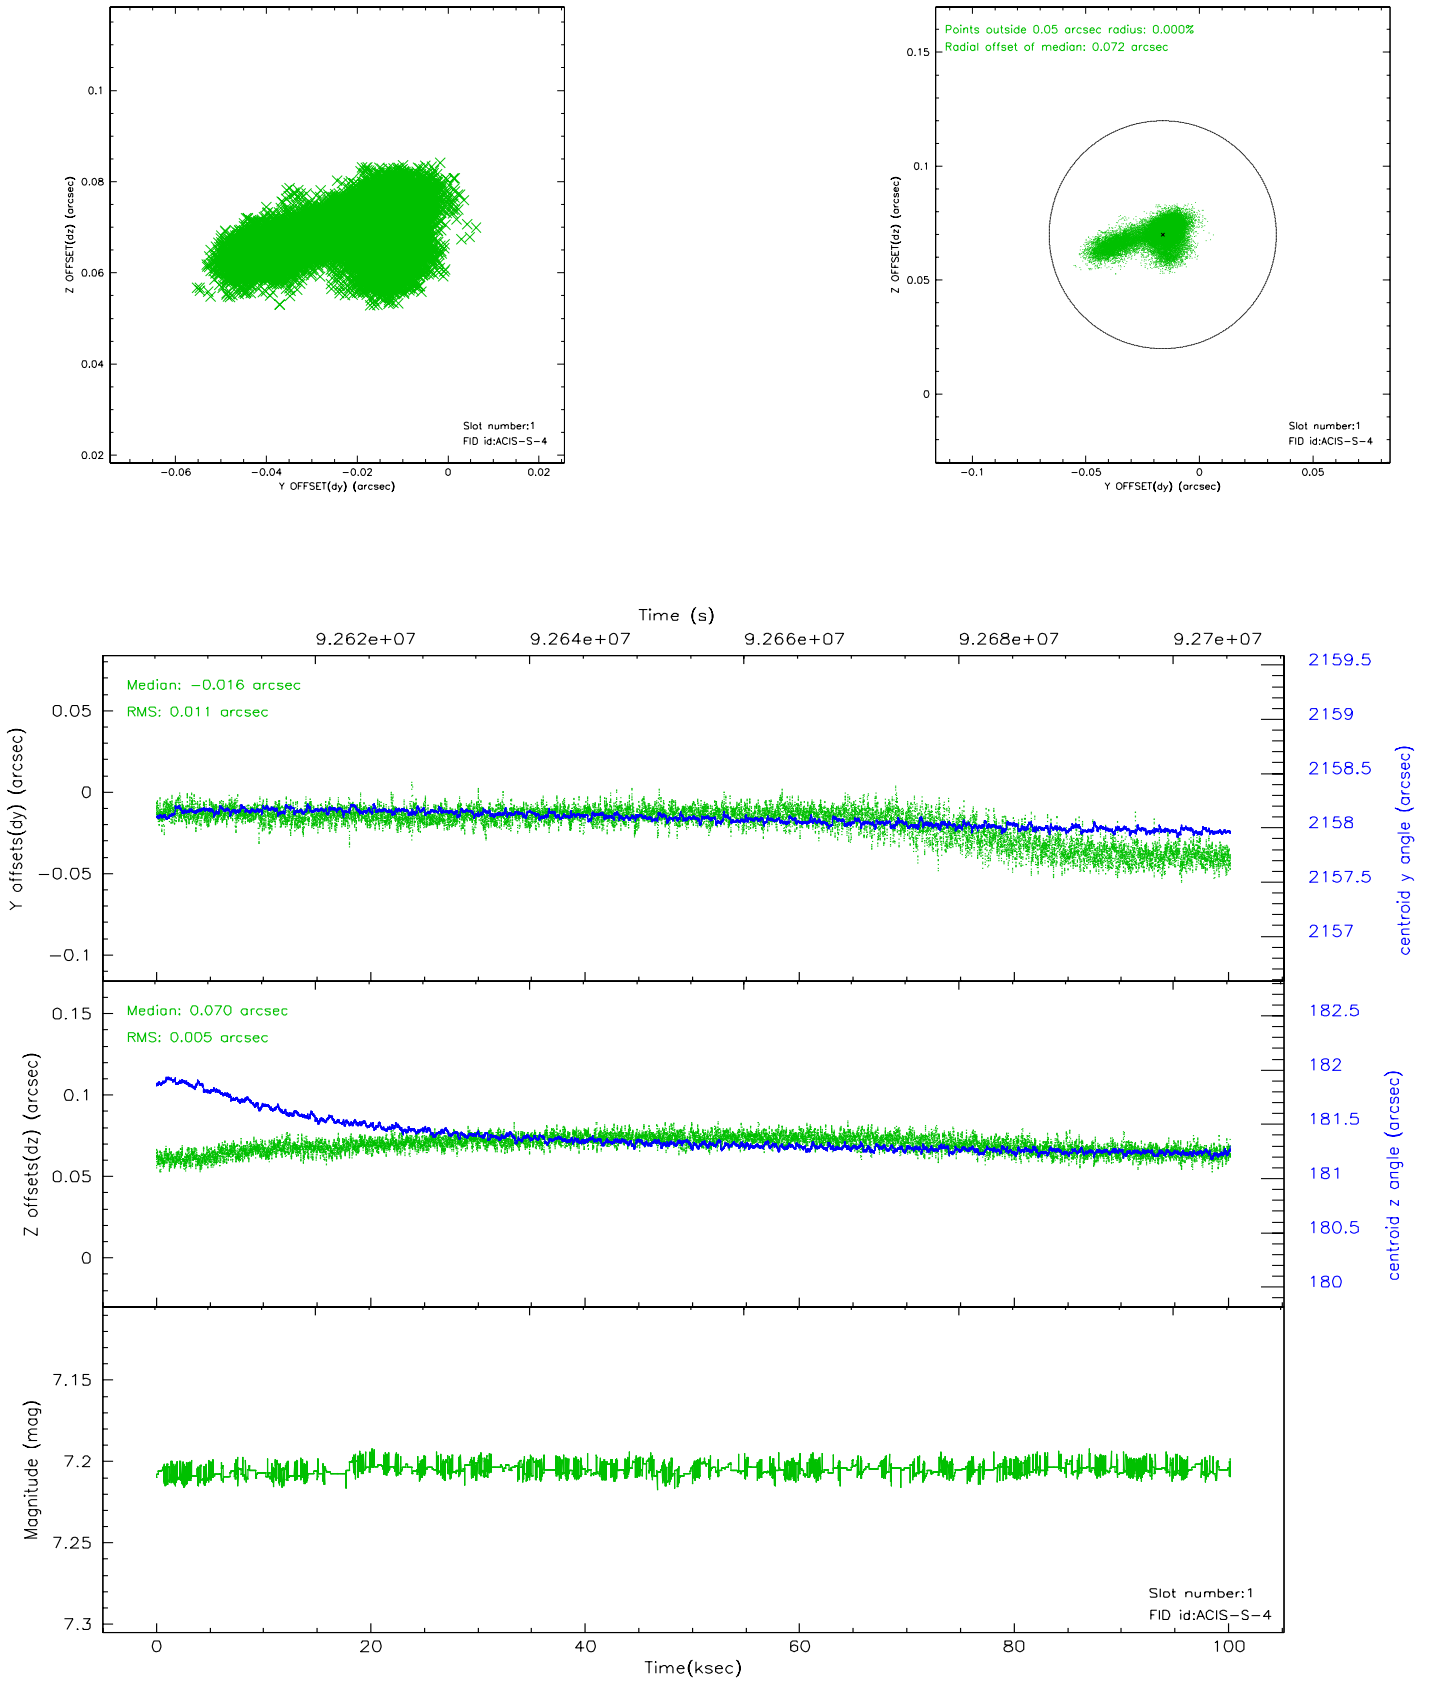 0.1
0.08
0.06
0.04
0.02
Z OFFSET(dz) (arcsec)
Slot number:1
FID id:ACIS-S-4
-0.06 -0.04 -0.02 0 0.02
Y OFFSET(dy) (arcsec)
Points outside 0.05 arcsec radius: 0.000%
Radial offset of median: 0.072 arcsec
0.15
0.1
0.05
0
Z OFFSET(dz) (arcsec)
Slot number:1
FID id:ACIS-S-4
-0.1 -0.05 0 0.05
Y OFFSET(dy) (arcsec)
Time (s)
9.262e+07 9.264e+07 9.266e+07 9.268e+07 9.27e+07
Median: -0.016 arcsec
RMS: 0.011 arcsec
0.05
0
-0.05
-0.1
Y offsets(dy) (arcsec)
2159.5
2159
2158.5
2158
2157.5
2157
centroid y angle (arcsec)
Median: 0.070 arcsec
RMS: 0.005 arcsec
0.15
0.1
0.05
0
Z offsets(dz) (arcsec)
182.5
182
181.5
181
180.5
180
centroid z angle (arcsec)
7.15
7.2
7.25
7.3
Magnitude (mag)
Slot number:1
FID id:ACIS-S-4
0 20 40 60 80 100
Time(ksec)